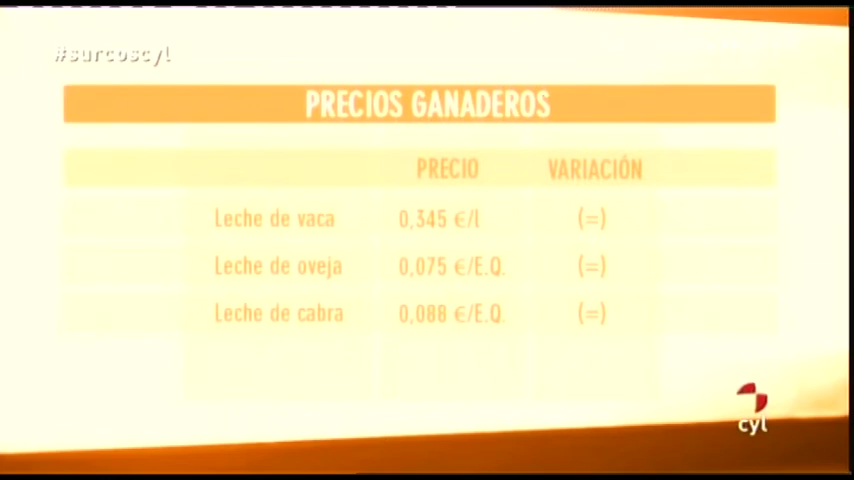 #surcoscyl
PRECIOS GANADEROS
PRECIO VARIACIÓN
Leche de vaca 0,345 €/l (=)
Leche de oveja 0,075 €/E.Q. (=)
Leche de cabra 0,088 €/E.Q. (=)
cyl